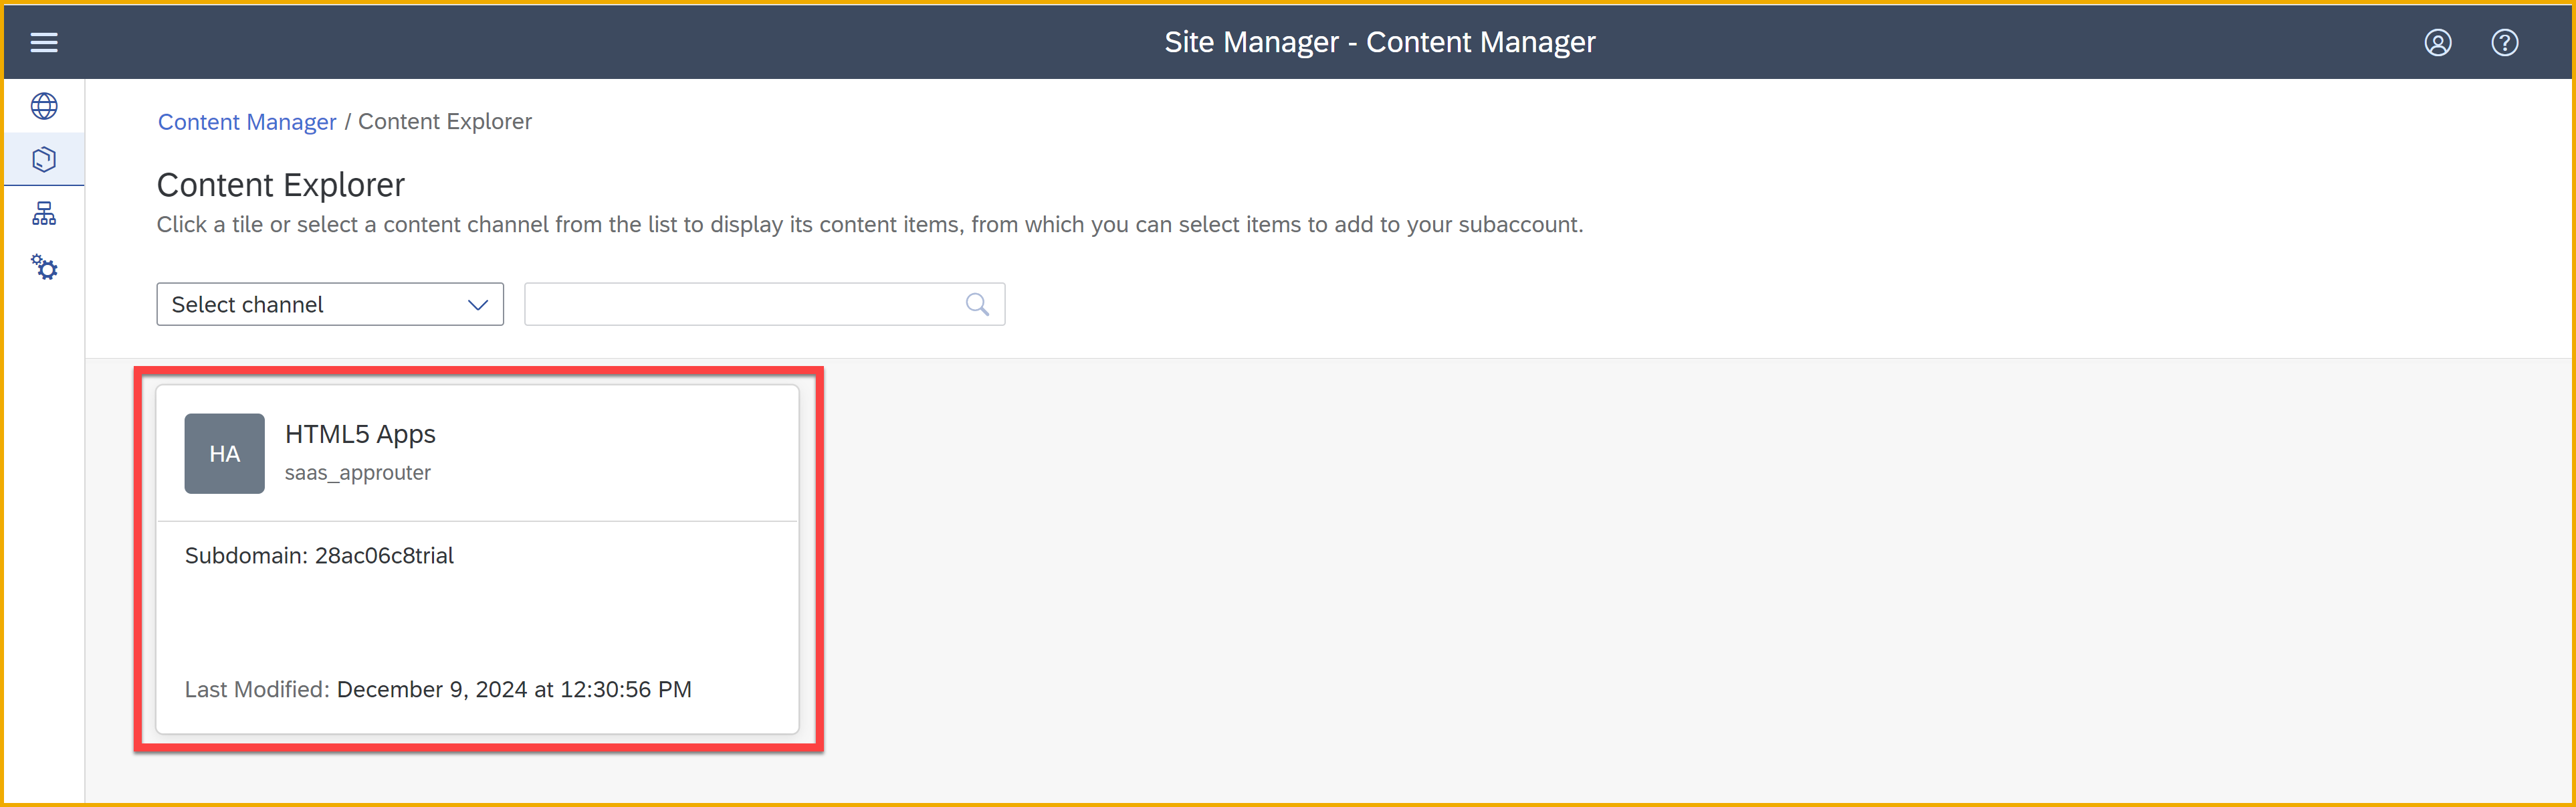 Site Manager - Content Manager
?
Content Manager / Content Explorer
Content Explorer
Click a tile or select a content channel from the list to display its content items, from which you can select items to add to your subaccount.
Select channel
HA
HTML5 Apps
saas_approuter
Subdomain: 28ac06c8trial
Last Modified: December 9, 2024 at 12:30:56 PM